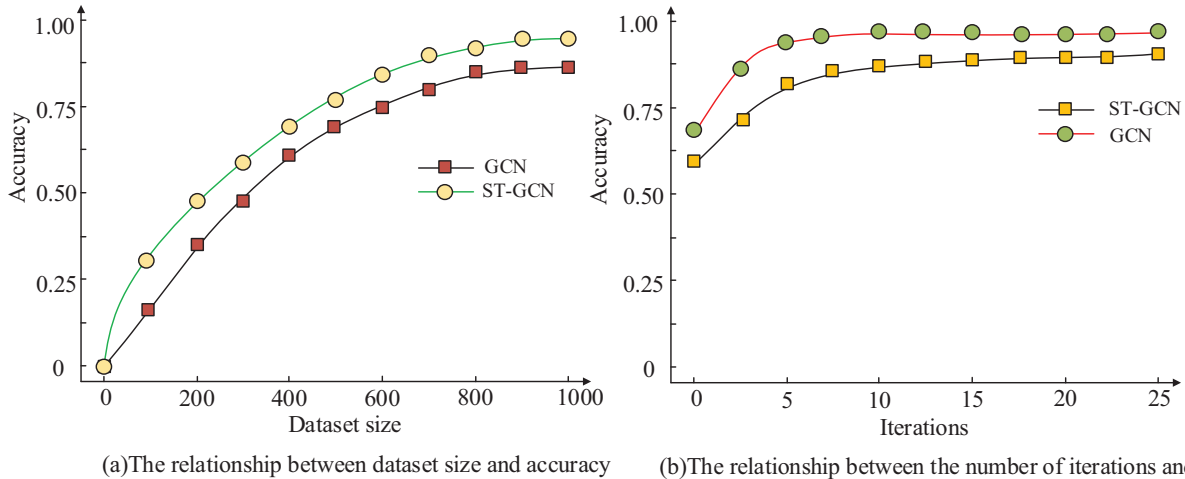 1.00
0.75
0.50
0.25
0
Accuracy
GCN
ST-GCN
0 200 400 600 800 1000
Dataset size
(a)The relationship between dataset size and accuracy
1.00
0.75
0.50
0.25
0
Accuracy
ST-GCN
GCN
0 5 10 15 20 25
Iterations
(b)The relationship between the number of iterations and